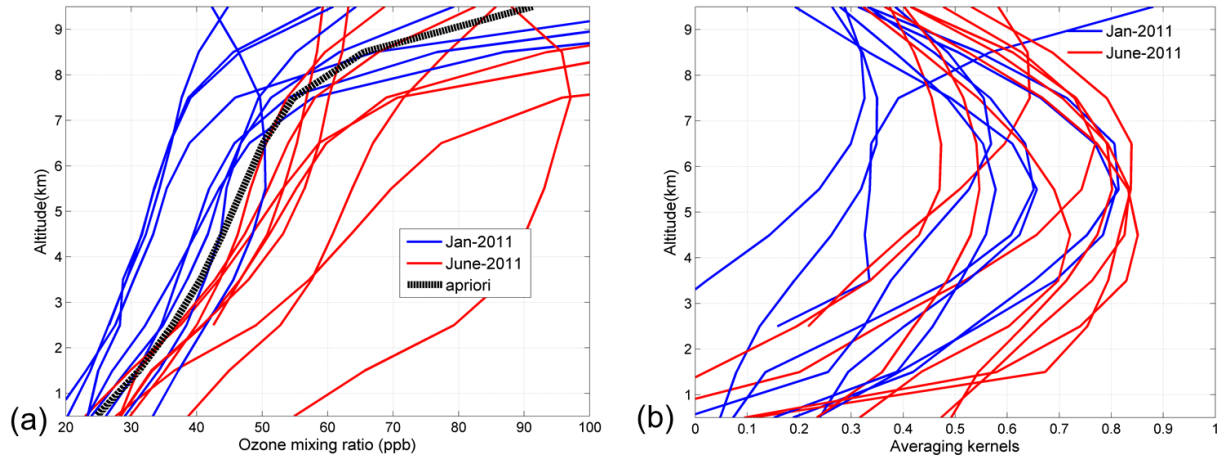 9
8
7
6
5
4
3
2
1
Altitude(km)
20 30 40 50 60 70 80 90 100
Ozone mixing ratio (ppb)
Jan-2011
June-2011
apriori
(a)
9
8
7
6
5
4
3
2
1
Altitude(km)
0 0.1 0.2 0.3 0.4 0.5 0.6 0.7 0.8 0.9 1
Averaging kernels
Jan-2011
June-2011
(b)